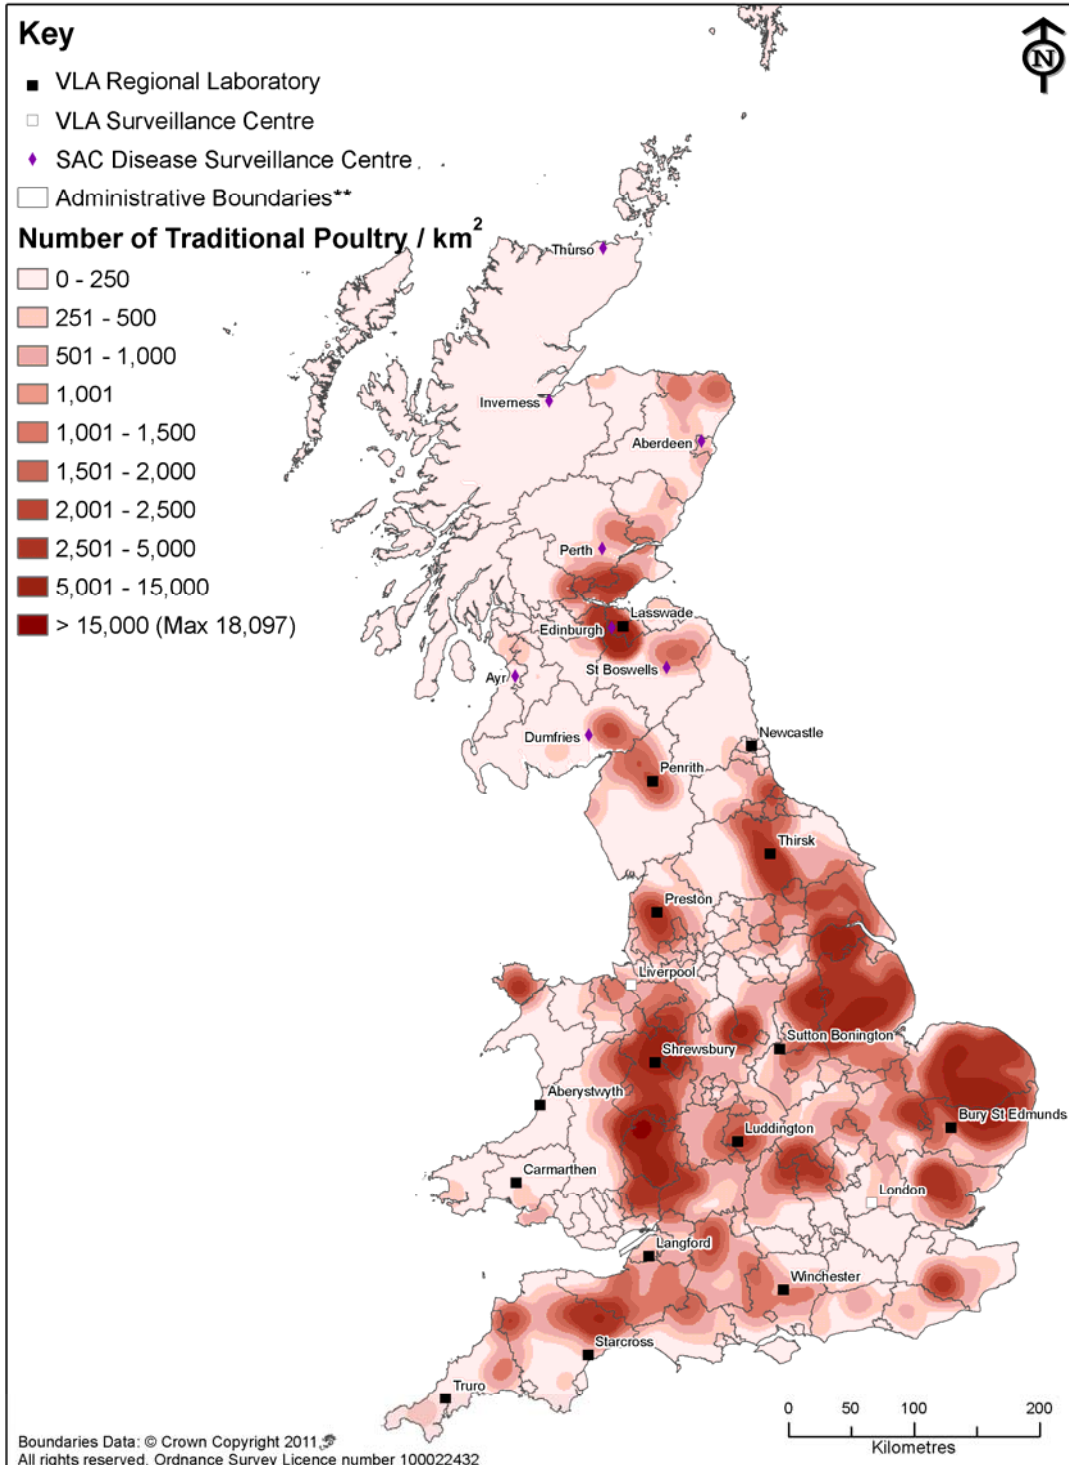 Key
VLA Regional Laboratory
VLA Surveillance Centre
SAC Disease Surveillance Centre
Administrative Boundaries**
Number of Traditional Poultry / km²
0 - 250
251 - 500
501 - 1,000
1,001
1,001 - 1,500
1,501 - 2,000
2,001 - 2,500
2,501 - 5,000
5,001 - 15,000
> 15,000 (Max 18,097)
N
Thurso
Inverness
Aberdeen
Perth
Lasswade
Edinburgh
St Boswells
Ayr
Dumfries
Newcastle
Penrith
Thirsk
Preston
Liverpool
Sutton Bonington
Shrewsbury
Aberystwyth
Bury St Edmunds
Luddington
Carmarthen
London
Langford
Winchester
Starcross
Truro
0 50 100 200
Kilometres
Boundaries Data: © Crown Copyright 2011
All rights reserved. Ordnance Survey Licence number 100022432